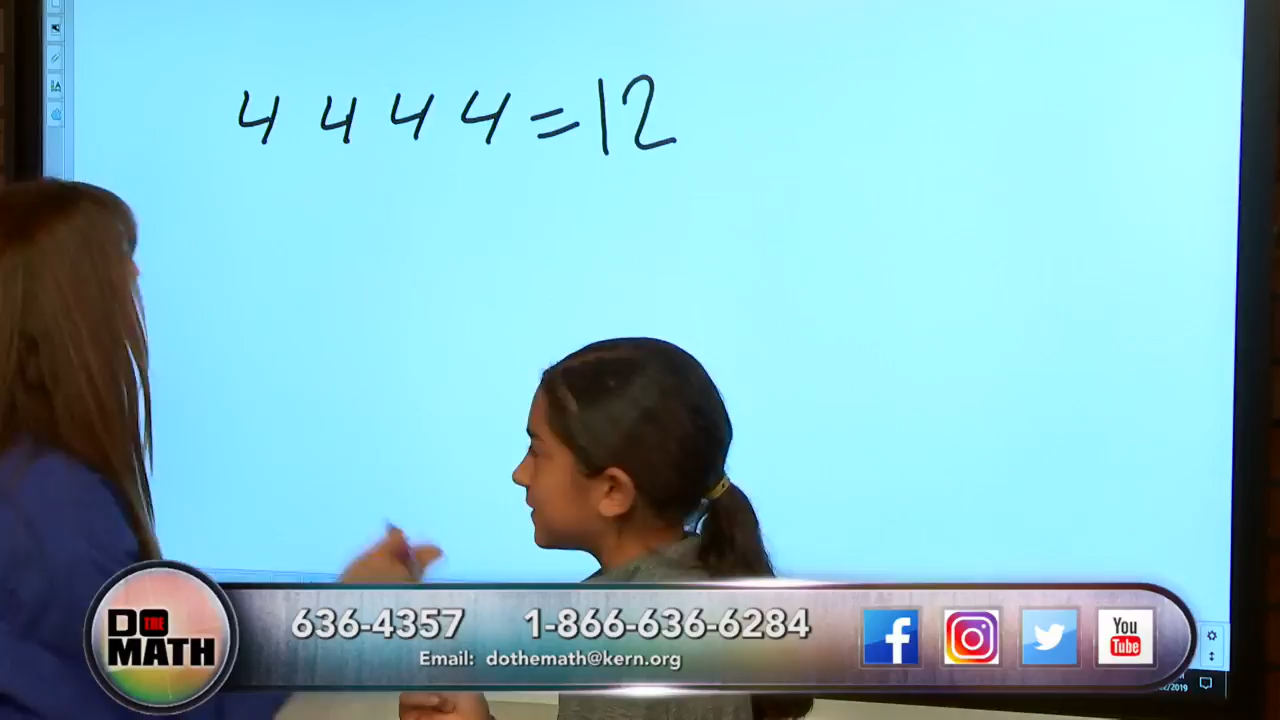 4 4 4 4 = 12
DO THE MATH
636-4357 1-866-636-6284
Email: dothemath@kern.org
You Tube